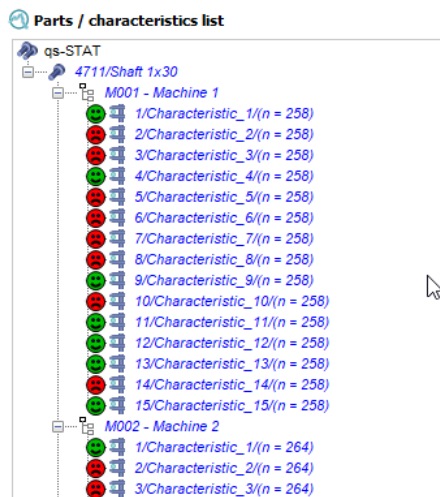 Parts / characteristics list
qs-STAT
4711/Shaft 1x30
M001 - Machine 1
1/Characteristic_1/(n = 258)
2/Characteristic_2/(n = 258)
3/Characteristic_3/(n = 258)
4/Characteristic_4/(n = 258)
5/Characteristic_5/(n = 258)
6/Characteristic_6/(n = 258)
7/Characteristic_7/(n = 258)
8/Characteristic_8/(n = 258)
9/Characteristic_9/(n = 258)
10/Characteristic_10/(n = 258)
11/Characteristic_11/(n = 258)
12/Characteristic_12/(n = 258)
13/Characteristic_13/(n = 258)
14/Characteristic_14/(n = 258)
15/Characteristic_15/(n = 258)
M002 - Machine 2
1/Characteristic_1/(n = 264)
2/Characteristic_2/(n = 264)
3/Characteristic_3/(n = 264)